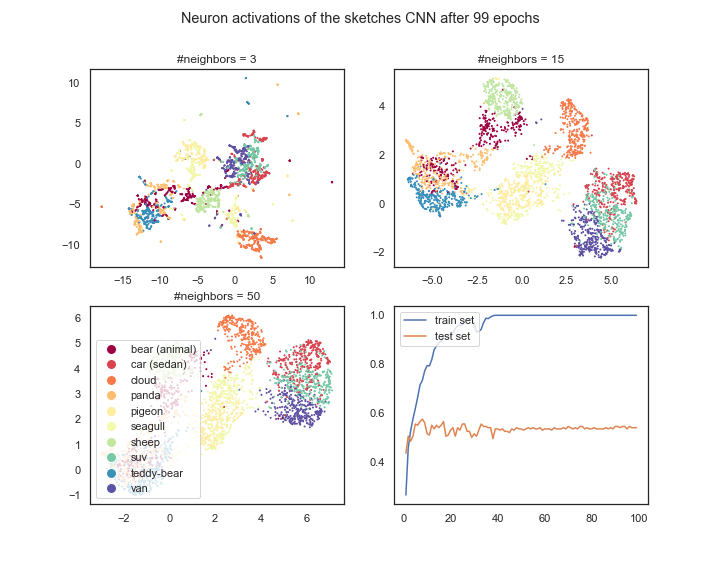 Neuron activations of the sketches CNN after 99 epochs
#neighbors = 3
10
5
0
−5
−10
−15
−10
−5
0
5
10
#neighbors = 15
4
2
0
−2
−5.0
−2.5
0.0
2.5
5.0
#neighbors = 50
6
5
4
3
2
1
0
−1
−2
0
2
4
6
bear (animal)
car (sedan)
cloud
panda
pigeon
seagull
sheep
suv
teddy-bear
van
train set
test set
1.0
0.8
0.6
0.4
0
20
40
60
80
100